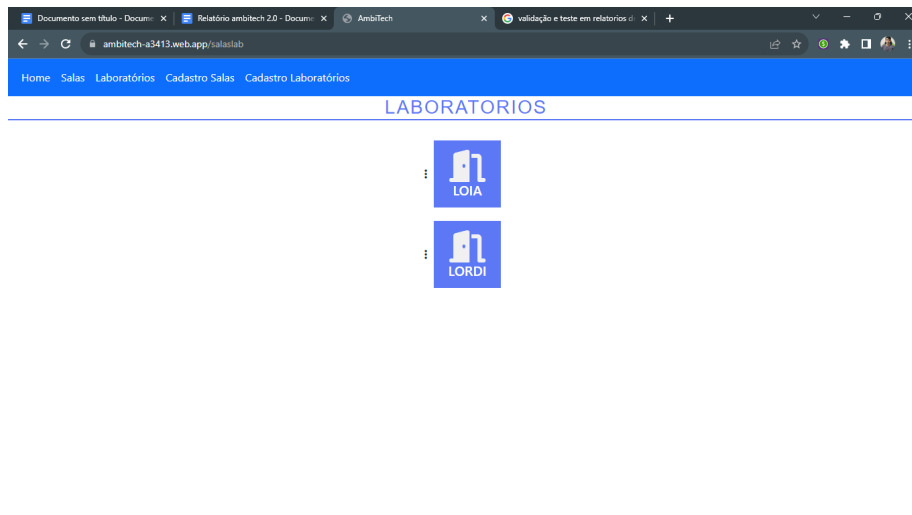 Documento sem título - Docume
Relatório ambitech 2.0 - Docume
AmbiTech
validação e teste em relatorios d
ambitech-a3413.web.app/salaslab
Home Salas Laboratórios Cadastro Salas Cadastro Laboratórios
LABORATORIOS
LOIA
LORDI